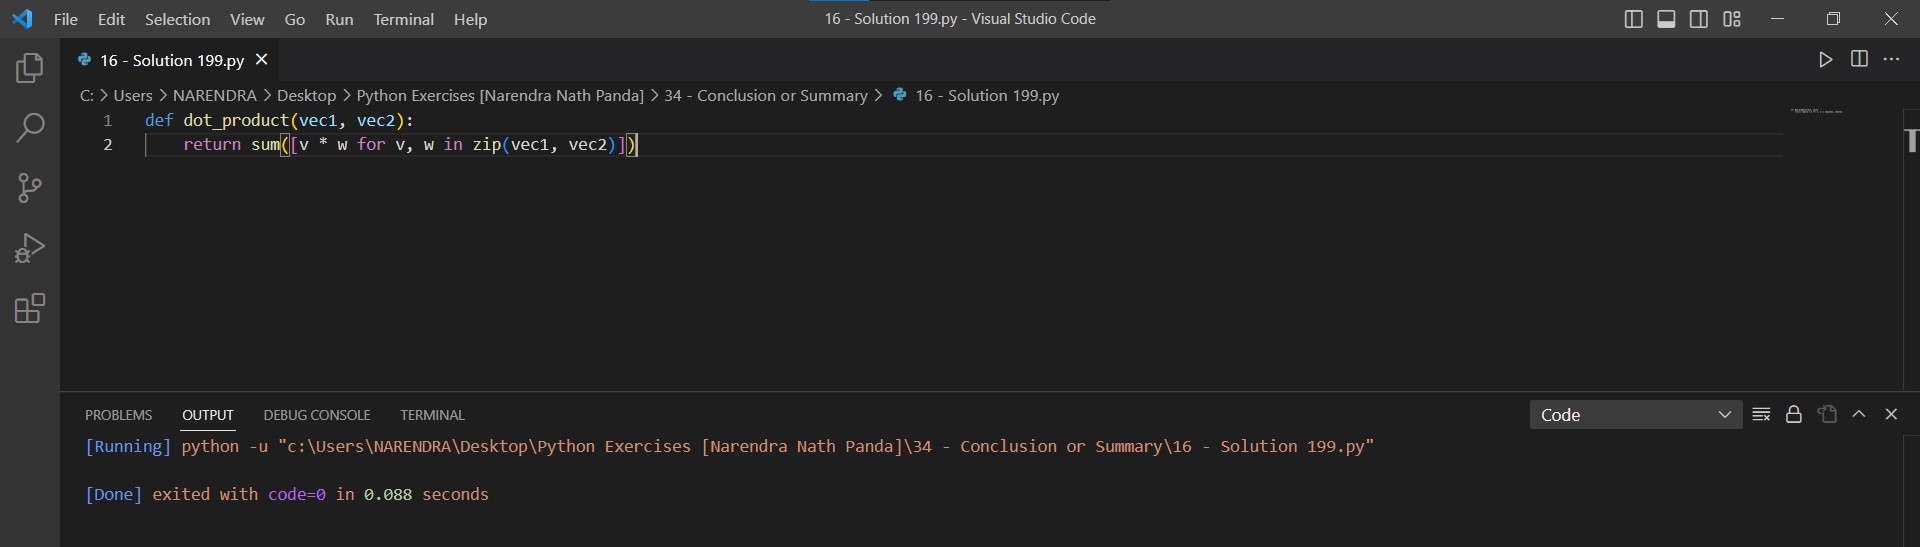 File Edit Selection View Go Run Terminal Help 16 - Solution 199.py - Visual Studio Code
16 - Solution 199.py
C: > Users > NARENDRA > Desktop > Python Exercises [Narendra Nath Panda] > 34 - Conclusion or Summary > 16 - Solution 199.py
1 def dot_product(vec1, vec2):
2 return sum([v * w for v, w in zip(vec1, vec2)])
PROBLEMS OUTPUT DEBUG CONSOLE TERMINAL Code
[Running] python -u "c:\Users\NARENDRA\Desktop\Python Exercises [Narendra Nath Panda]\34 - Conclusion or Summary\16 - Solution 199.py"
[Done] exited with code=0 in 0.088 seconds